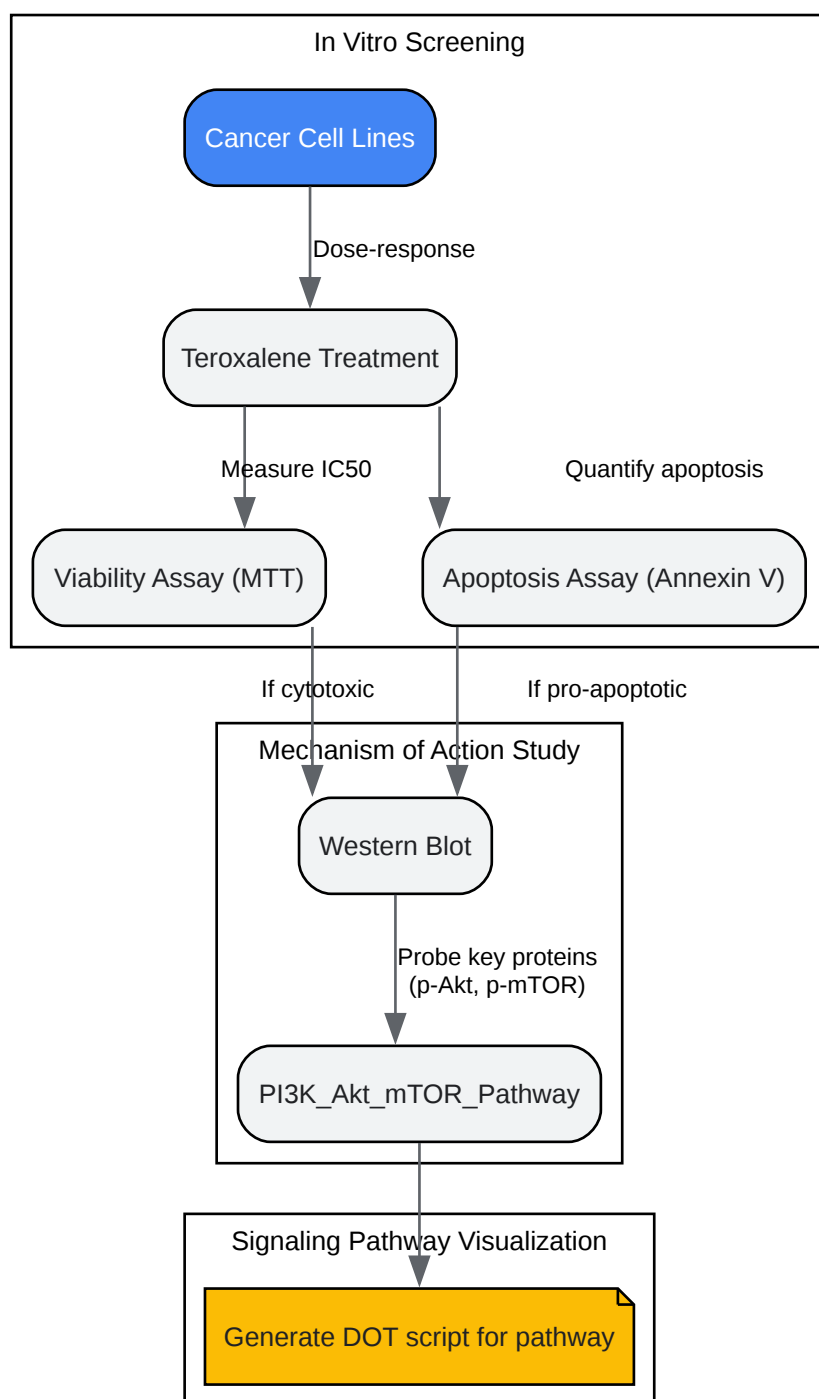 In Vitro Screening
Cancer Cell Lines
Dose-response
Teroxalene Treatment
Measure IC50
Quantify apoptosis
Viability Assay (MTT)
Apoptosis Assay (Annexin V)
If cytotoxic
If pro-apoptotic
Mechanism of Action Study
Western Blot
Probe key proteins
(p-Akt, p-mTOR)
PI3K_Akt_mTOR_Pathway
Signaling Pathway Visualization
Generate DOT script for pathway